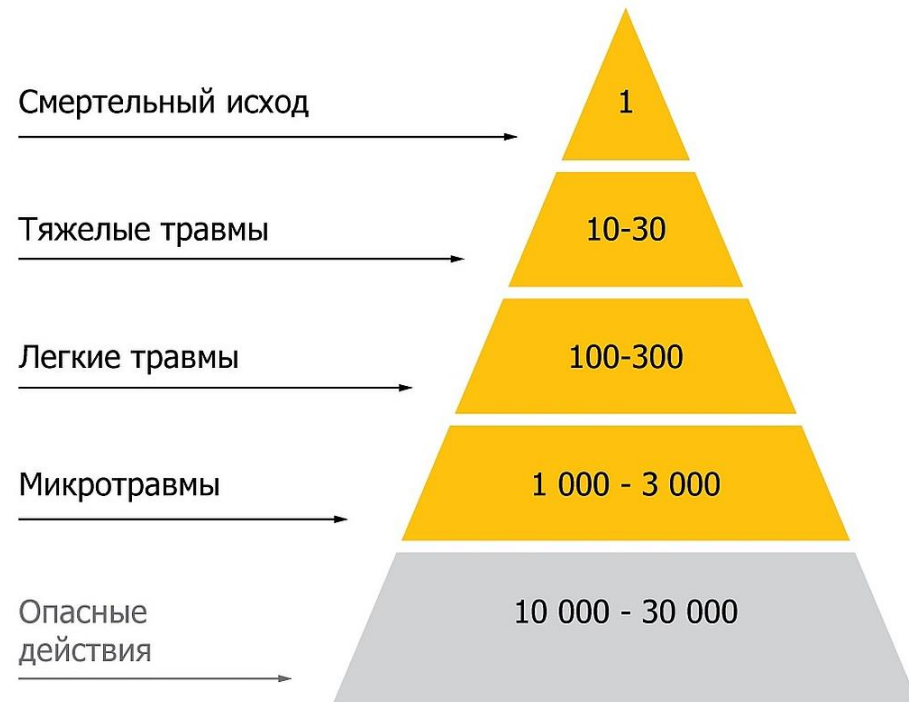 Смертельный исход
1
Тяжелые травмы
10-30
Легкие травмы
100-300
Микротравмы
1 000 - 3 000
Опасные
действия
10 000 - 30 000